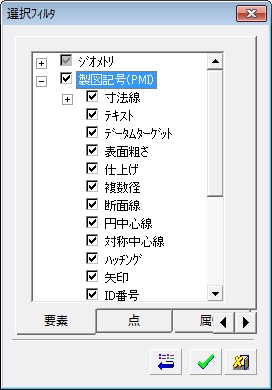 選択ﾌｨﾙﾀ
ｼﾞｵﾒﾄﾘ
製図記号(PMI)
寸法線
ﾃｷｽﾄ
ﾃﾞｰﾀﾑﾀｰｹﾞｯﾄ
表面粗さ
仕上げ
複数径
断面線
円中心線
対称中心線
ﾊｯﾁﾝｸﾞ
矢印
ID番号
要素
点
属